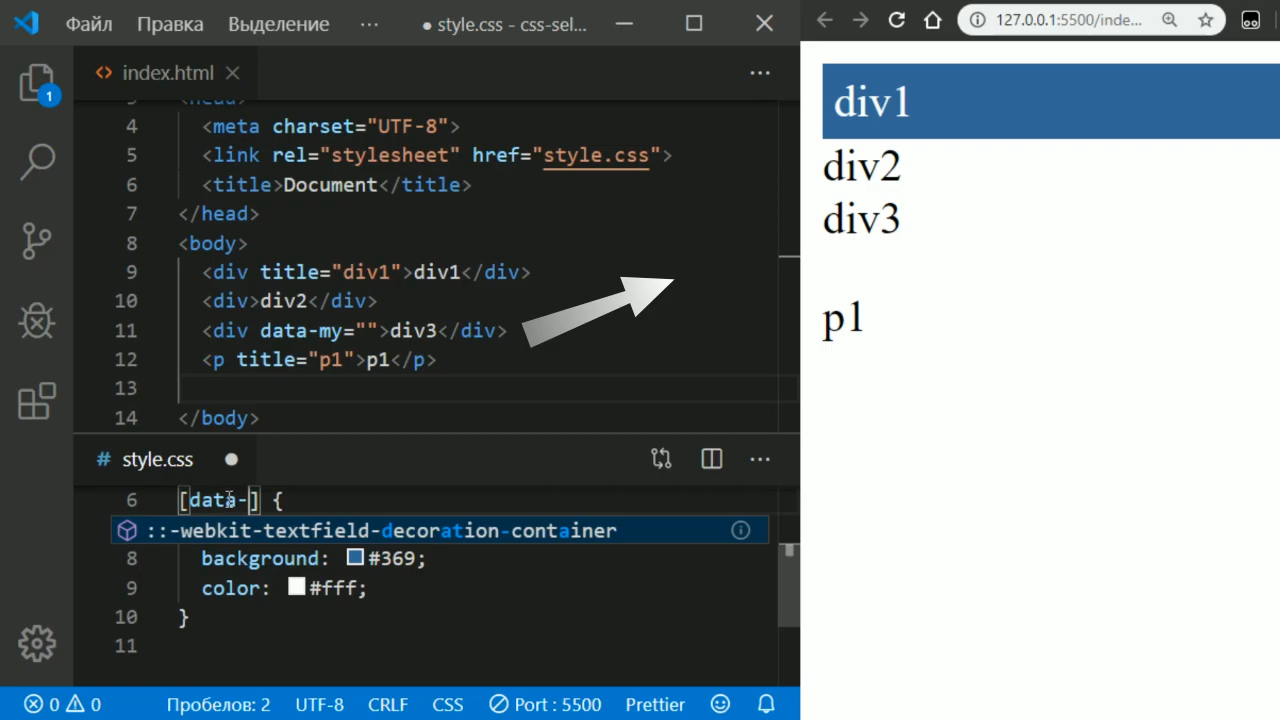 Файл Правка Выделение ··· ● style.css - css-sel...
127.0.0.1:5500/inde...
1
index.html
<head>
4 <meta charset="UTF-8">
5 <link rel="stylesheet" href="style.css">
6 <title>Document</title>
7 </head>
8 <body>
9 <div title="div1">div1</div>
10 <div>div2</div>
11 <div data-my="">div3</div>
12 <p title="p1">p1</p>
13
14 </body>
# style.css ●
6 [data-] {
::-webkit-textfield-decoration-container
8 background: #369;
9 color: #fff;
10 }
11
0 0 Пробелов: 2 UTF-8 CRLF CSS Port : 5500 Prettier
div1
div2
div3
p1